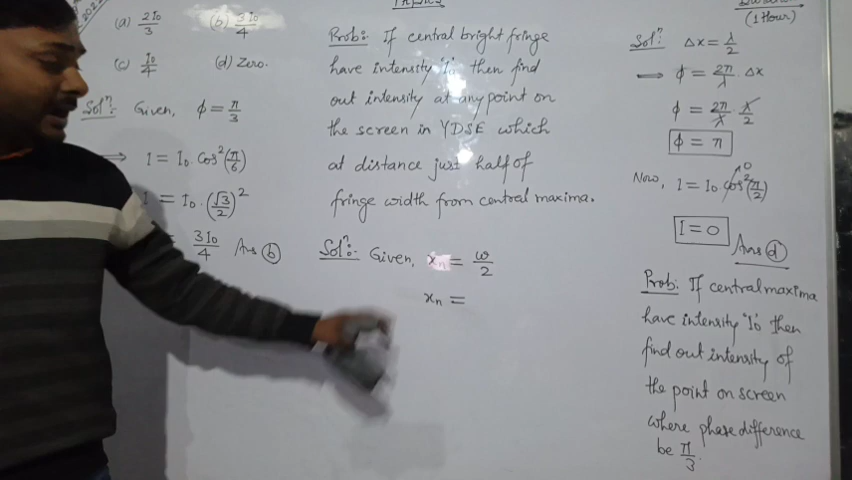 (a) 2I0/3 (b) 3I0/4
(c) I0/4 (d) Zero.
Solⁿ: Given, ϕ = π/3
⟹ I = I0. Cos²(π/6)
I = I0. (√3/2)²
3I0/4 Ans (b)
Prob:. If central bright fringe
have intensity 'I0' then find
out intensity at any point on
the screen in YDSE which
at distance just half of
fringe width from central maxima.
Solⁿ:. Given, xn = ω/2
xn =
(1 Hour)
Solⁿ: Δx = λ/2
⟹ ϕ = 2π/λ . Δx
ϕ = 2π/λ . λ/2
ϕ = π
Now, I = I0 cos²(π/2) 0
I = 0
Ans (d)
Prob: If central maxima
have intensity 'I0' then
find out intensity of
the point on screen
where phase difference
be π/3.